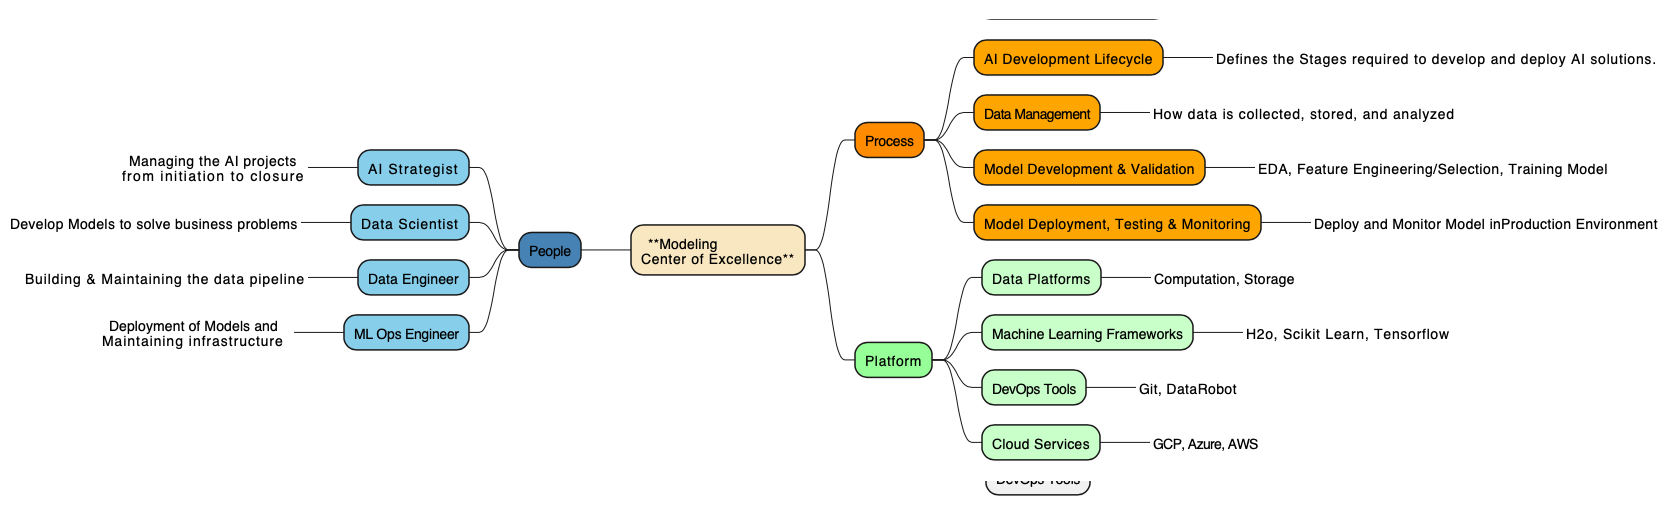 Managing the AI projects
from initiation to closure
AI Strategist
Develop Models to solve business problems
Data Scientist
Building & Maintaining the data pipeline
Data Engineer
Deployment of Models and
Maintaining infrastructure
ML Ops Engineer
People
**Modeling
Center of Excellence**
Process
AI Development Lifecycle
Defines the Stages required to develop and deploy AI solutions.
Data Management
How data is collected, stored, and analyzed
Model Development & Validation
EDA, Feature Engineering/Selection, Training Model
Model Deployment, Testing & Monitoring
Deploy and Monitor Model inProduction Environment
Platform
Data Platforms
Computation, Storage
Machine Learning Frameworks
H2o, Scikit Learn, Tensorflow
DevOps Tools
Git, DataRobot
Cloud Services
GCP, Azure, AWS
DevOps Tools